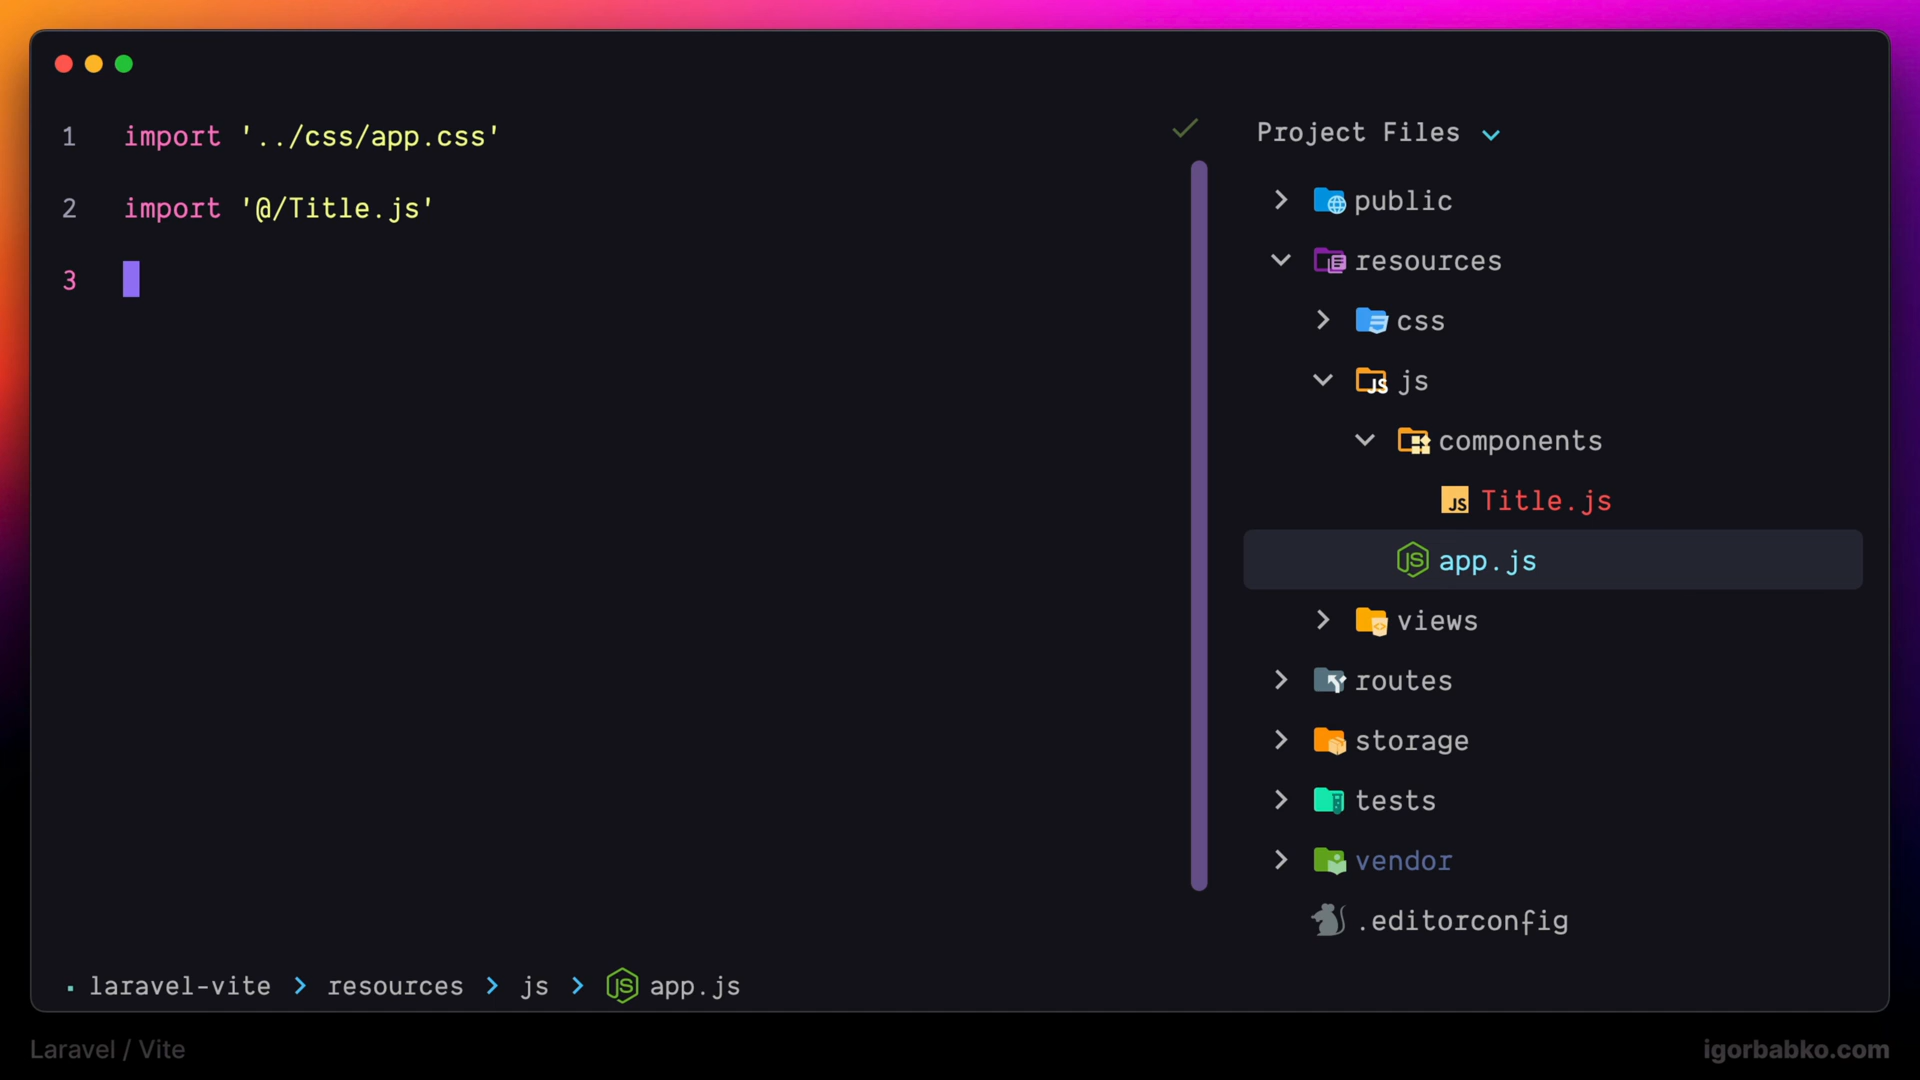 1 import '../css/app.css'
2 import '@/Title.js'
3
Project Files
public
resources
css
js
components
Title.js
app.js
views
routes
storage
tests
vendor
.editorconfig
laravel-vite > resources > js > app.js
Laravel / Vite
igorbabko.com